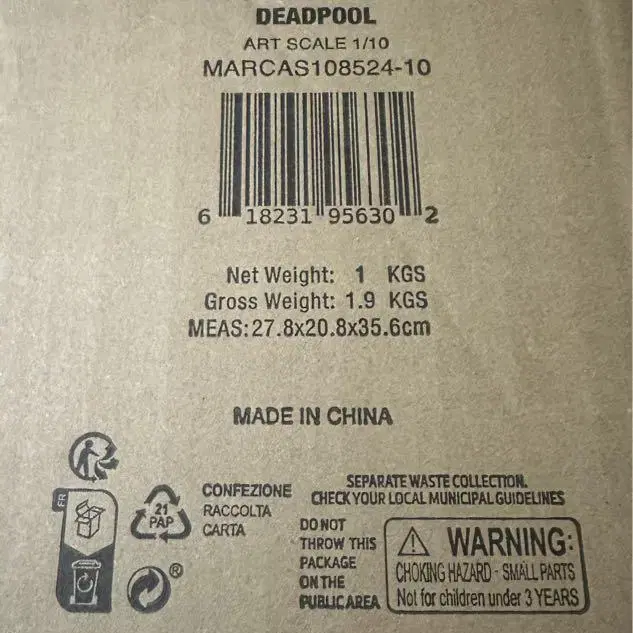 DEADPOOL
ART SCALE 1/10
MARCAS108524-10
6 18231 95630 2
Net Weight: 1 KGS
Gross Weight: 1.9 KGS
MEAS:27.8x20.8x35.6cm
MADE IN CHINA
FR
21
PAP
CONFEZIONE
RACCOLTA
CARTA
®
SEPARATE WASTE COLLECTION.
CHECK YOUR LOCAL MUNICIPAL GUIDELINES
DO NOT
THROW THIS
PACKAGE
ON THE
PUBLIC AREA
WARNING:
CHOKING HAZARD - SMALL PARTS
Not for children under 3 YEARS